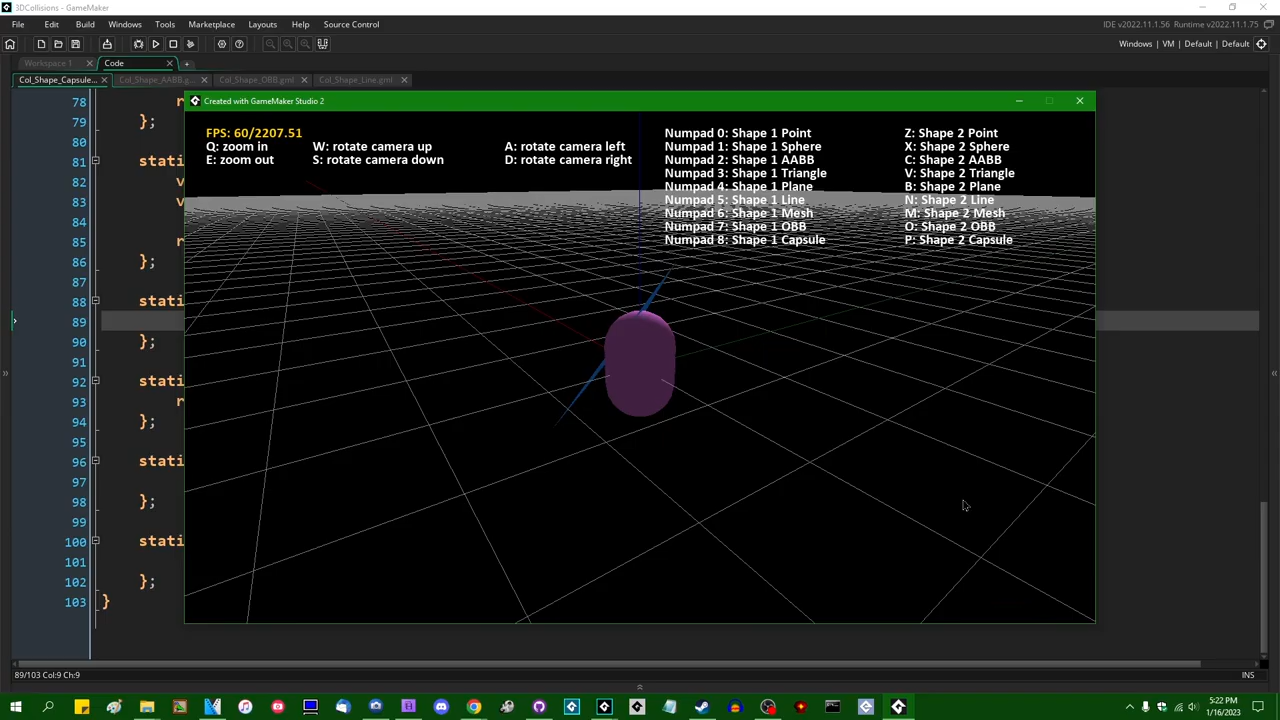 3DCollisions - GameMaker
File Edit Build Windows Tools Marketplace Layouts Help Source Control
IDE v2022.11.1.56 Runtime v2022.11.1.75
Windows | VM | Default | Default
Workspace 1
Code
Col_Shape_Capsule...
Col_Shape_AABB.g...
Col_Shape_OBB.gml
Col_Shape_Line.gml
Created with GameMaker Studio 2
FPS: 60/2207.51
Q: zoom in W: rotate camera up A: rotate camera left
E: zoom out S: rotate camera down D: rotate camera right
Numpad 0: Shape 1 Point Z: Shape 2 Point
Numpad 1: Shape 1 Sphere X: Shape 2 Sphere
Numpad 2: Shape 1 AABB C: Shape 2 AABB
Numpad 3: Shape 1 Triangle V: Shape 2 Triangle
Numpad 4: Shape 1 Plane B: Shape 2 Plane
Numpad 5: Shape 1 Line N: Shape 2 Line
Numpad 6: Shape 1 Mesh M: Shape 2 Mesh
Numpad 7: Shape 1 OBB O: Shape 2 OBB
Numpad 8: Shape 1 Capsule P: Shape 2 Capsule
78
79 };
80
81 stati
82 v
83 v
84
85
86 };
87
88 stati
89
90 };
91
92 stati
93
94 };
95
96 stati
97
98 };
99
100 stati
101
102 };
103 }
89/103 Col:9 Ch:9
INS
5:22 PM
1/16/2023